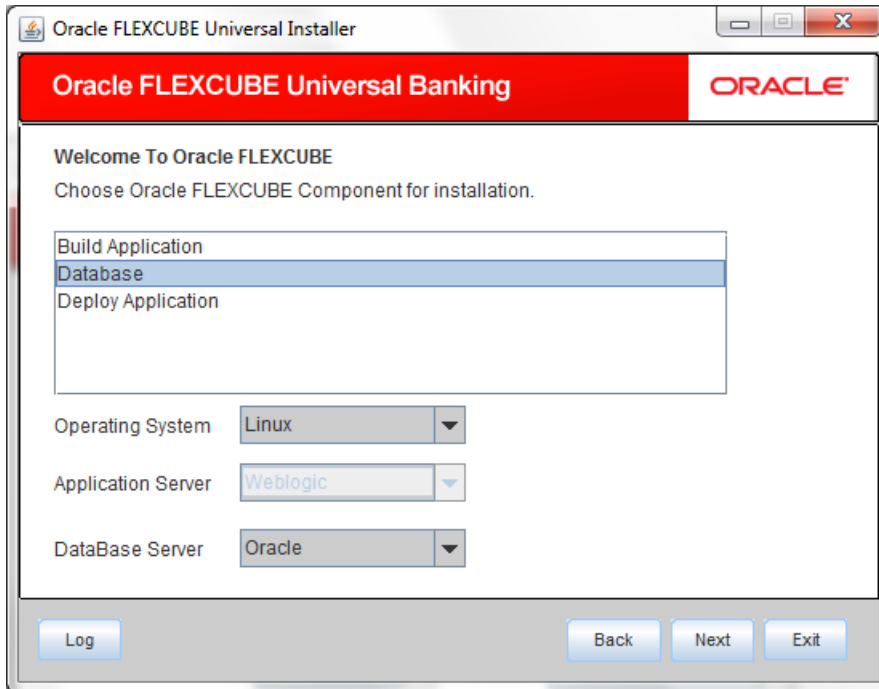 Oracle FLEXCUBE Universal Installer
Oracle FLEXCUBE Universal Banking
ORACLE®
Welcome To Oracle FLEXCUBE
Choose Oracle FLEXCUBE Component for installation.
Build Application
Database
Deploy Application
Operating System Linux
Application Server Weblogic
DataBase Server Oracle
Log Back Next Exit